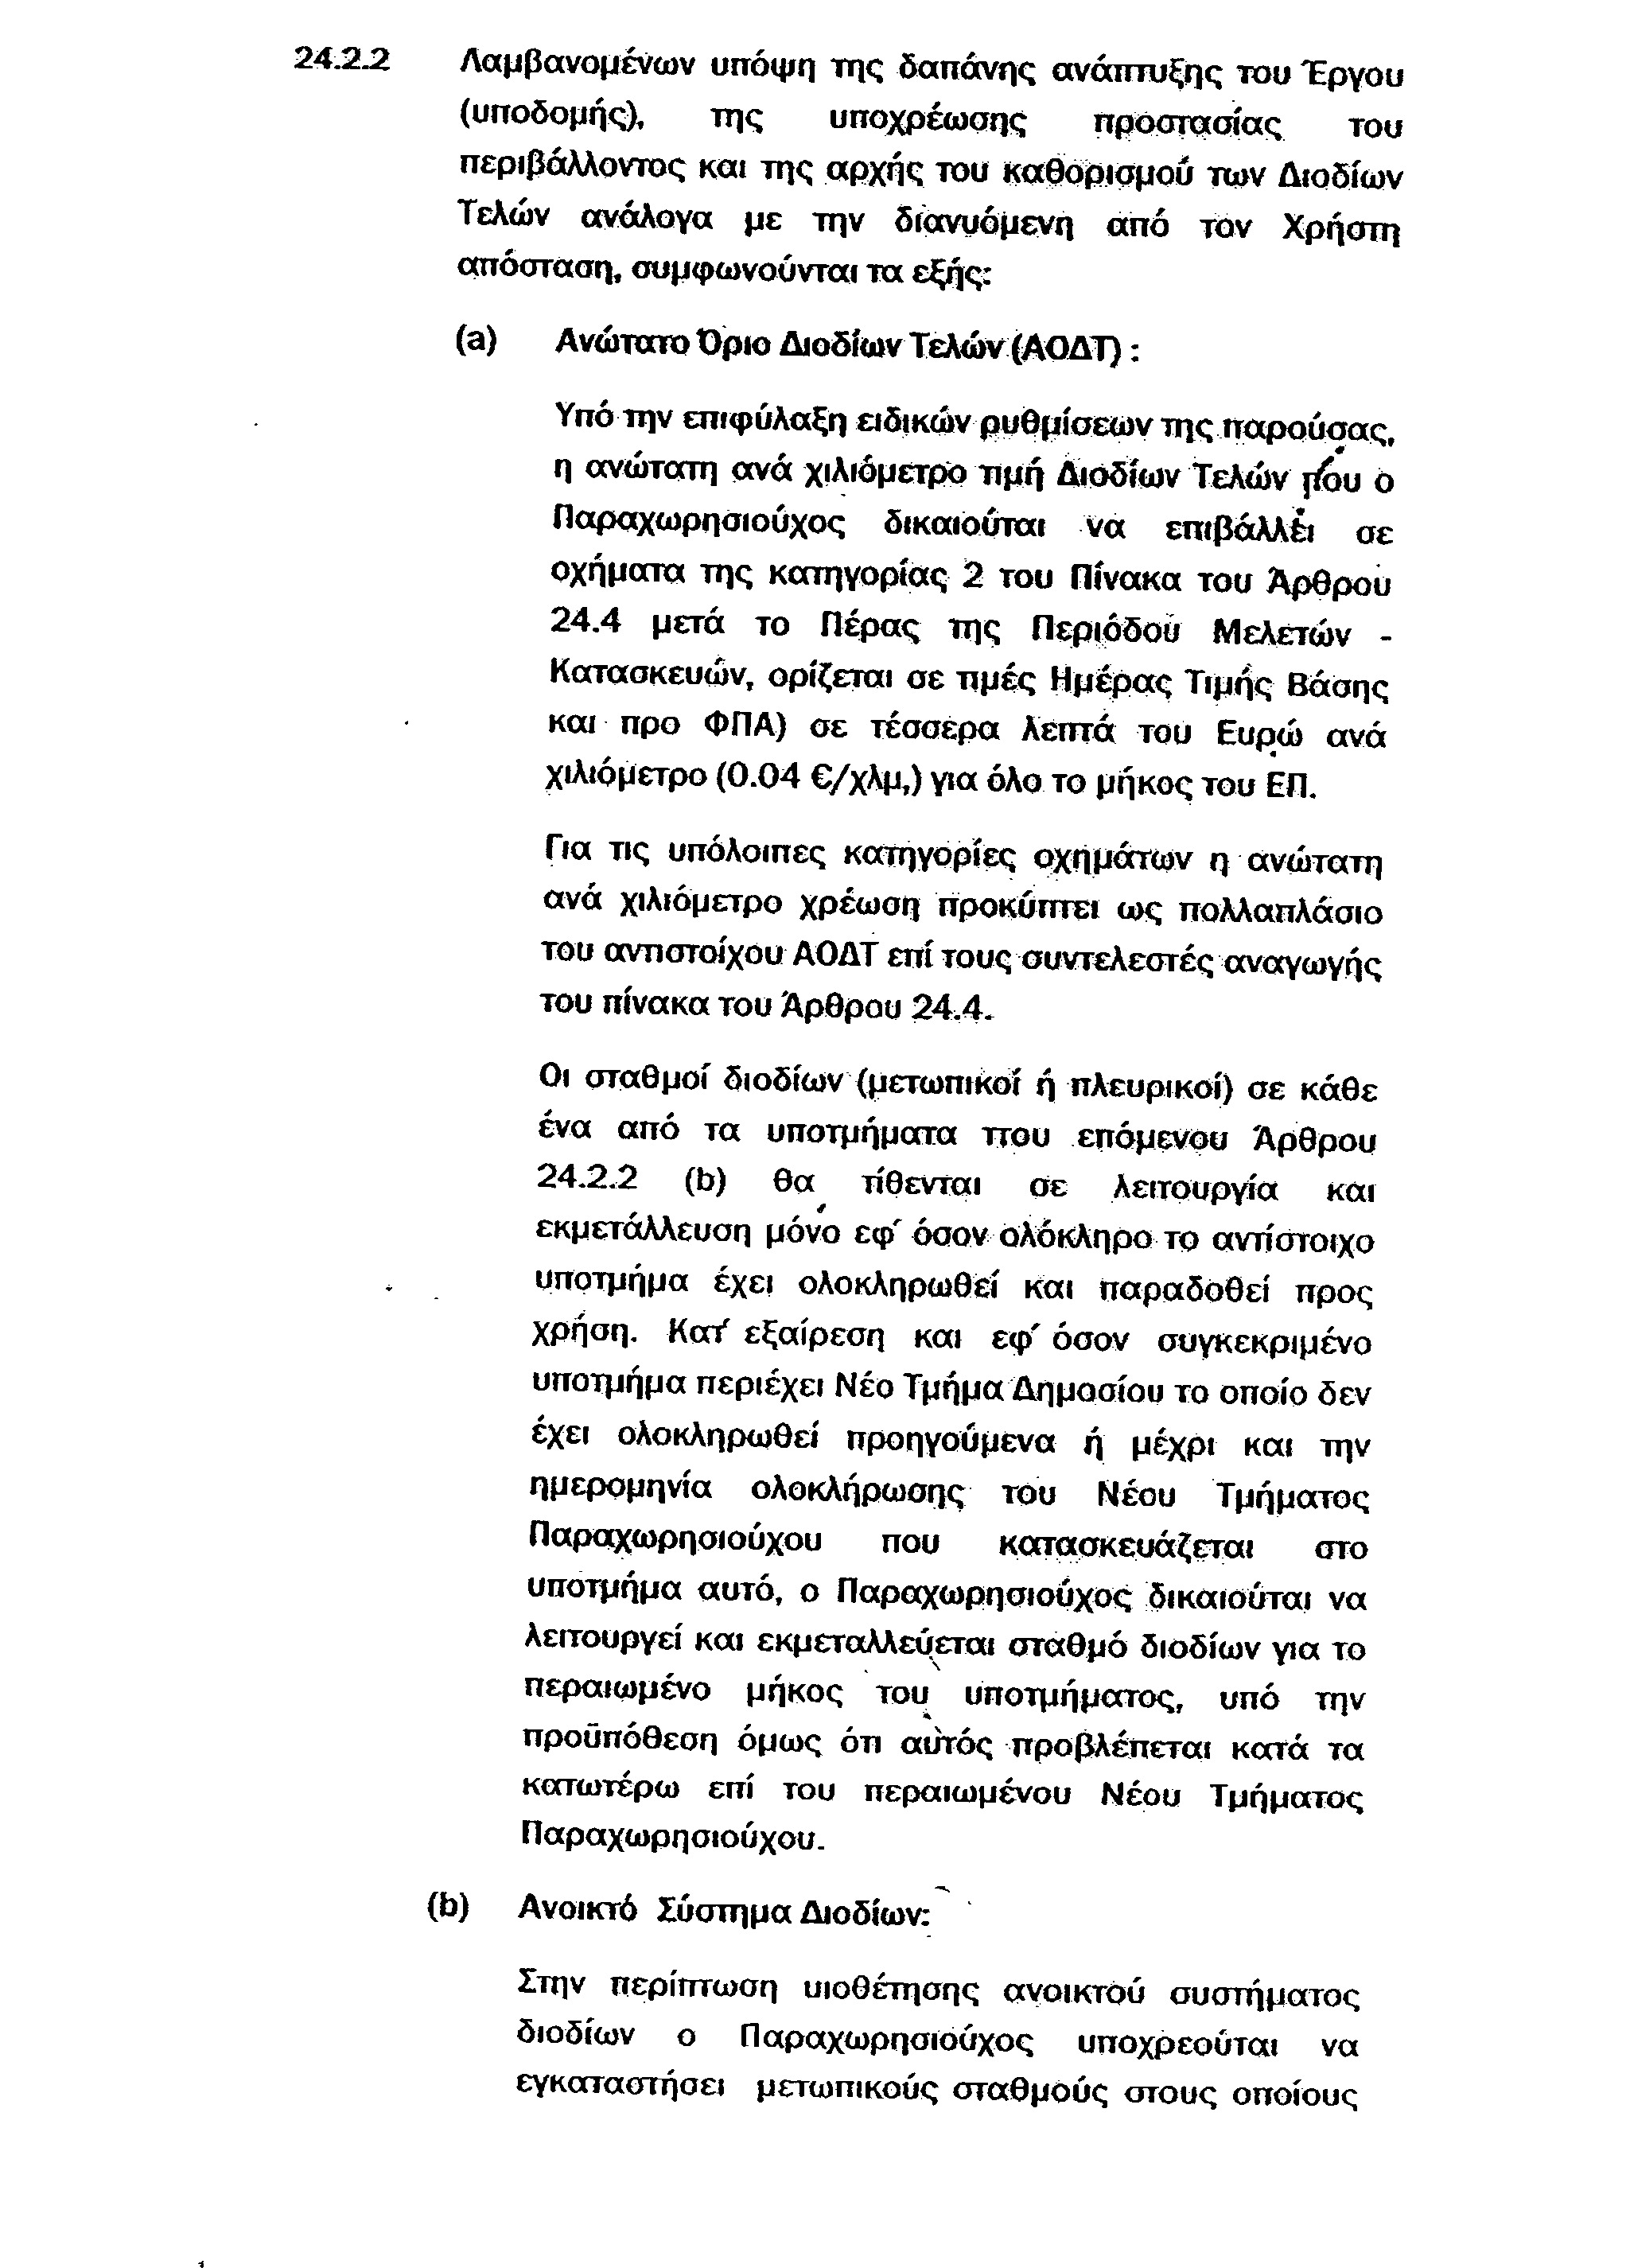 24.2.2 Λαμβανομένων υπόψη της δαπάνης ανάπτυξης του Έργου
(υποδομής), της υποχρέωσης προστασίας του
περιβάλλοντος και της αρχής του καθορισμού των Διοδίων
Τελών ανάλογα με την διανυόμενη από τον Χρήστη
απόσταση, συμφωνούνται τα εξής:
(a) Ανώτατο Όριο Διοδίων Τελών (ΑΟΔΤ) :
Υπό την επιφύλαξη ειδικών ρυθμίσεων της παρούσας,
η ανώτατη ανά χιλιόμετρο τιμή Διοδίων Τελών που ο
Παραχωρησιούχος δικαιούται να επιβάλλει σε
οχήματα της κατηγορίας 2 του Πίνακα του Άρθρου
24.4 μετά το Πέρας της Περιόδου Μελετών -
Κατασκευών, ορίζεται σε τιμές Ημέρας Τιμής Βάσης
και προ ΦΠΑ) σε τέσσερα λεπτά του Ευρώ ανά
χιλιόμετρο (0.04 €/χλμ,) για όλο το μήκος του ΕΠ.
Για τις υπόλοιπες κατηγορίες οχημάτων η ανώτατη
ανά χιλιόμετρο χρέωση προκύπτει ως πολλαπλάσιο
του αντιστοίχου ΑΟΔΤ επί τους συντελεστές αναγωγής
του πίνακα του Άρθρου 24.4.
Οι σταθμοί διοδίων (μετωπικοί ή πλευρικοί) σε κάθε
ένα από τα υποτμήματα του επόμενου Άρθρου
24.2.2 (b) θα τίθενται σε λειτουργία και
εκμετάλλευση μόνο εφ' όσον ολόκληρο το αντίστοιχο
υποτμήμα έχει ολοκληρωθεί και παραδοθεί προς
χρήση. Κατ' εξαίρεση και εφ' όσον συγκεκριμένο
υποτμήμα περιέχει Νέο Τμήμα Δημοσίου το οποίο δεν
έχει ολοκληρωθεί προηγούμενα ή μέχρι και την
ημερομηνία ολοκλήρωσης του Νέου Τμήματος
Παραχωρησιούχου που κατασκευάζεται στο
υποτμήμα αυτό, ο Παραχωρησιούχος δικαιούται να
λειτουργεί και εκμεταλλεύεται σταθμό διοδίων για το
περαιωμένο μήκος του υποτμήματος, υπό την
προϋπόθεση όμως ότι αυτός προβλέπεται κατά τα
κατωτέρω επί του περαιωμένου Νέου Τμήματος
Παραχωρησιούχου.
(b) Ανοικτό Σύστημα Διοδίων:
Στην περίπτωση υιοθέτησης ανοικτού συστήματος
διοδίων ο Παραχωρησιούχος υποχρεούται να
εγκαταστήσει μετωπικούς σταθμούς στους οποίους